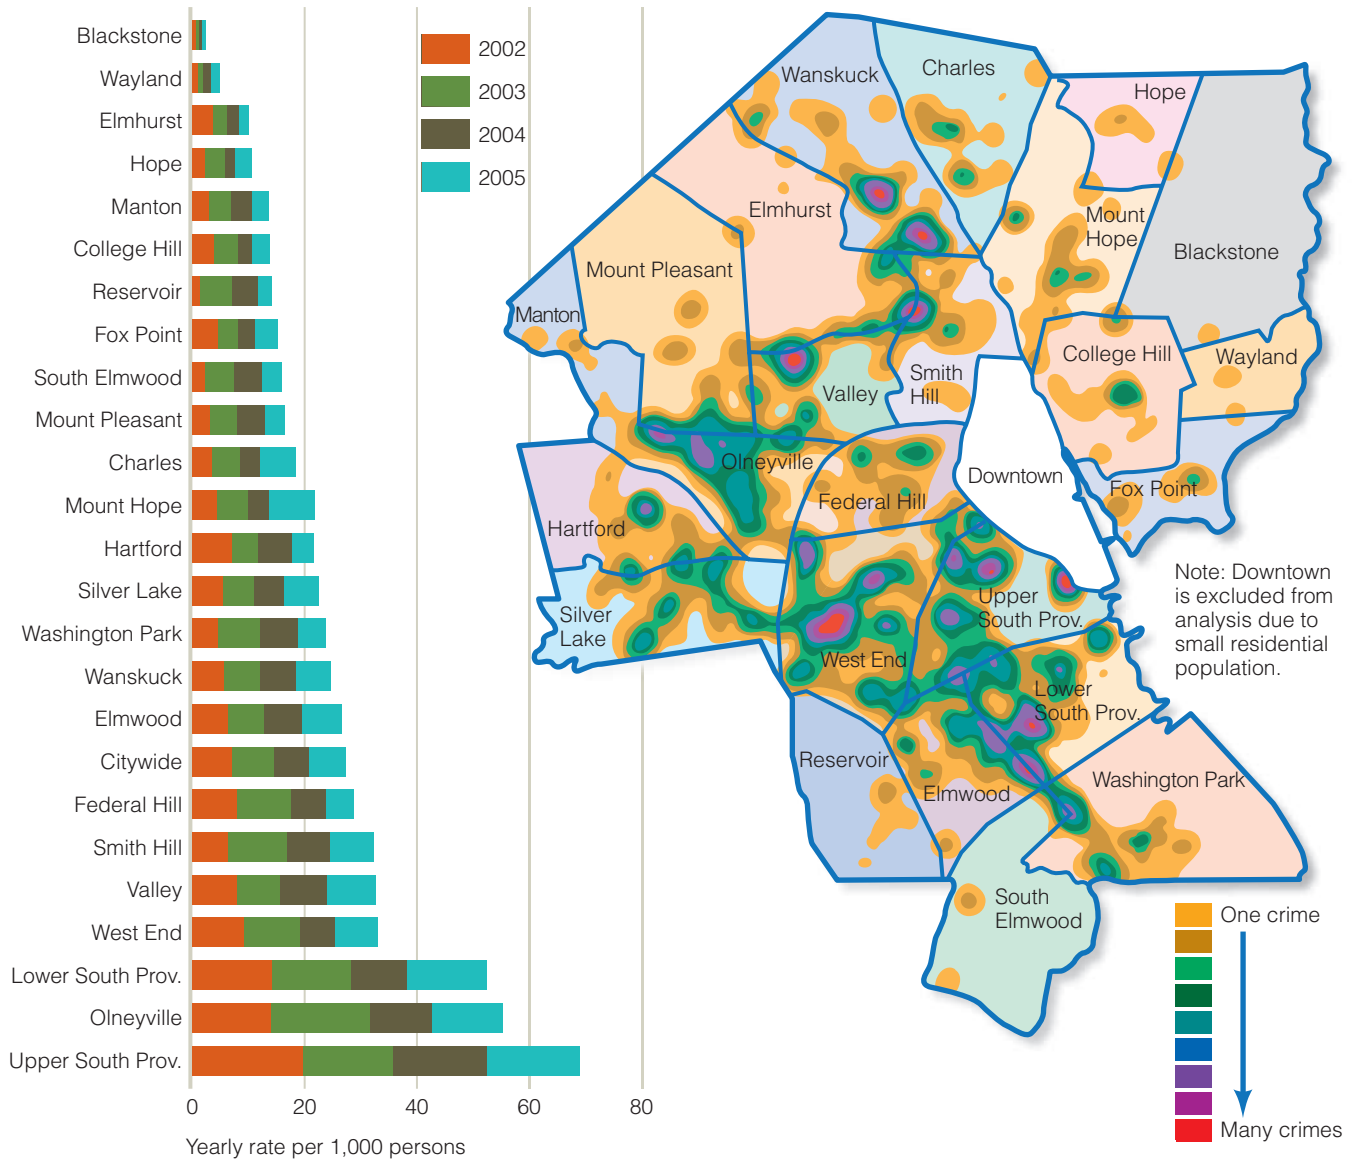 Blackstone
Wayland
Elmhurst
Hope
Manton
College Hill
Reservoir
Fox Point
South Elmwood
Mount Pleasant
Charles
Mount Hope
Hartford
Silver Lake
Washington Park
Wanskuck
Elmwood
Citywide
Federal Hill
Smith Hill
Valley
West End
Lower South Prov.
Olneyville
Upper South Prov.
0
20
40
60
80
Yearly rate per 1,000 persons
2002
2003
2004
2005
Wanskuck
Charles
Hope
Elmhurst
Mount
Hope
Blackstone
Mount Pleasant
Manton
College Hill
Wayland
Smith
Hill
Valley
Olneyville
Downtown
Federal Hill
Fox Point
Hartford
Silver
Lake
Upper
South Prov.
West End
Lower
South Prov.
Reservoir
Elmwood
Washington Park
South
Elmwood
Note: Downtown
is excluded from
analysis due to
small residential
population.
One crime
Many crimes